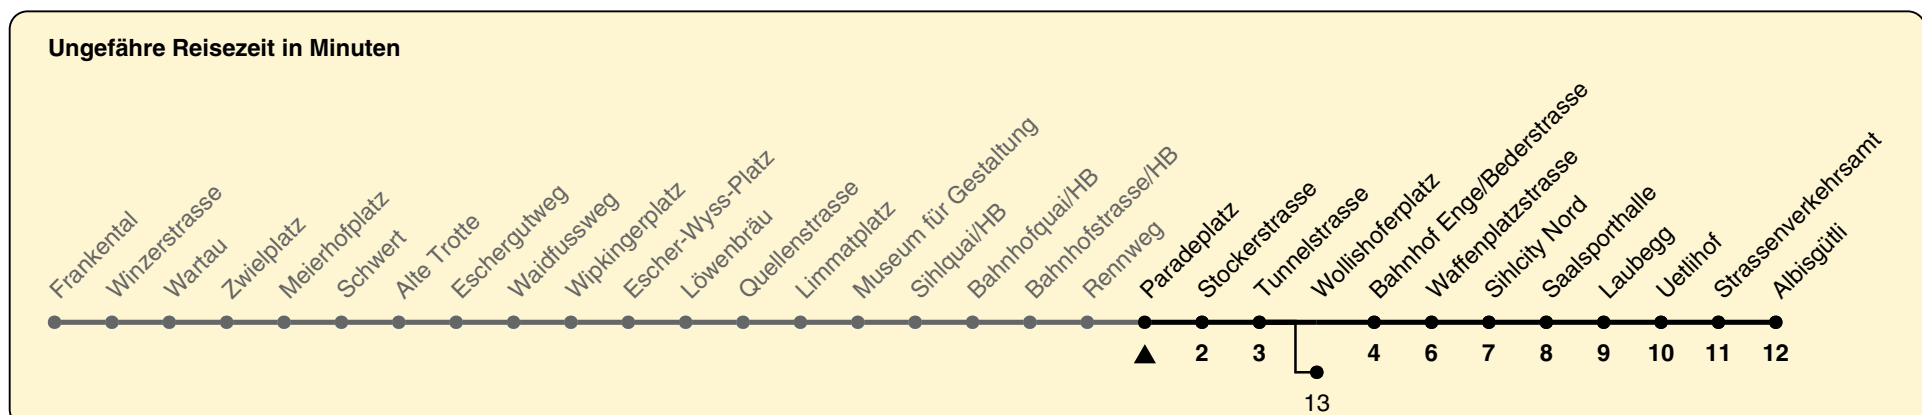 Ungefähre Reisezeit in Minuten
Frankental
Winzerstrasse
Wartau
Zwielplatz
Meierhofplatz
Schwert
Alte Trotte
Eschergutweg
Waidfussweg
Wipkingerplatz
Escher-Wyss-Platz
Löwenbräu
Quellenstrasse
Limmatplatz
Museum für Gestaltung
Sihlquai/HB
Bahnhofquai/HB
Bahnhofstrasse/HB
Rennweg
Paradeplatz
Stockerstrasse
Tunnelstrasse
Wollishoferplatz
Bahnhof Enge/Bederstrasse
Waffenplatzstrasse
Sihlcity Nord
Saalsporthalle
Laubegg
Uetlihof
Strassenverkehrsamt
Albisgütli
2 3 4 6 7 8 9 10 11 12
13